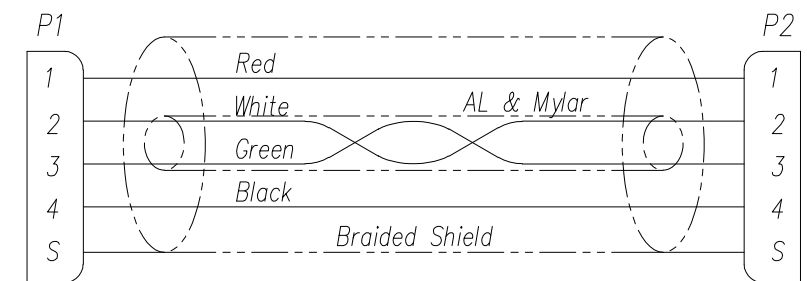 P1 P2
1 Red 1
White AL & Mylar
2 2
Green
3 3
Black
4 4
S Braided Shield S